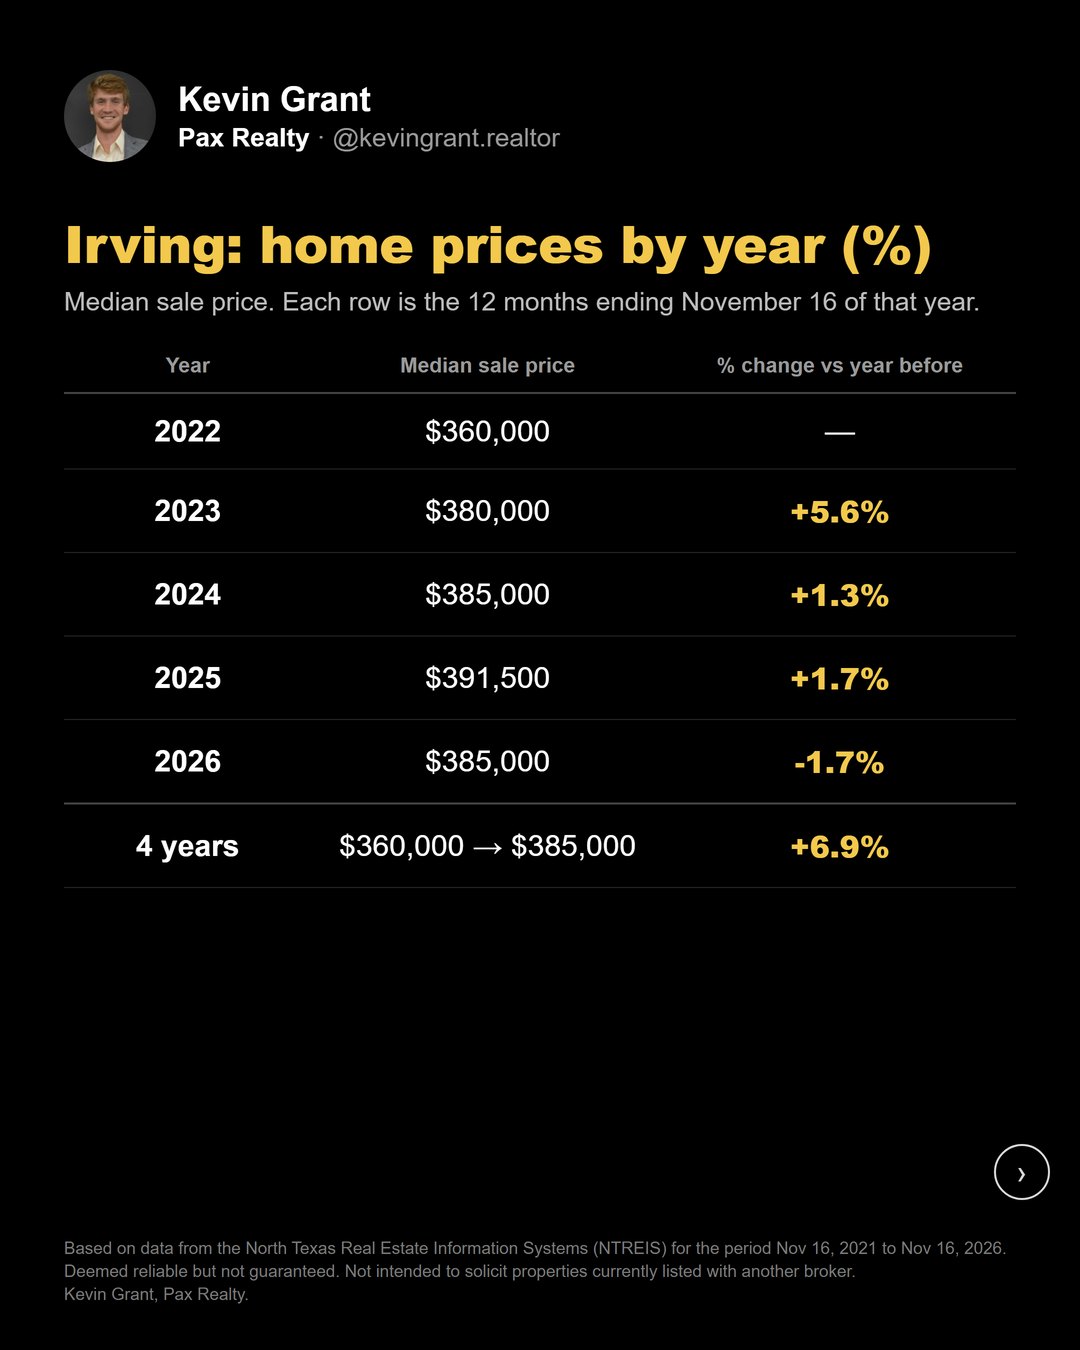 Kevin Grant
Pax Realty · @kevingrant.realtor
Irving: home prices by year (%)
Median sale price. Each row is the 12 months ending November 16 of that year.
Year Median sale price % change vs year before
2022 $360,000 —
2023 $380,000 +5.6%
2024 $385,000 +1.3%
2025 $391,500 +1.7%
2026 $385,000 -1.7%
4 years $360,000 → $385,000 +6.9%
›
Based on data from the North Texas Real Estate Information Systems (NTREIS) for the period Nov 16, 2021 to Nov 16, 2026.
Deemed reliable but not guaranteed. Not intended to solicit properties currently listed with another broker.
Kevin Grant, Pax Realty.